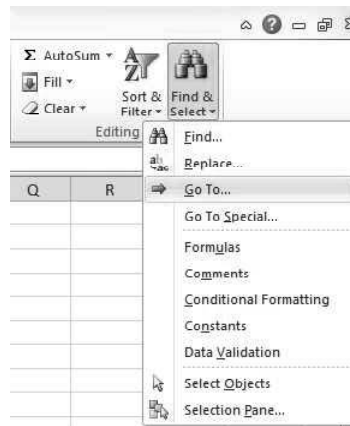 Σ AutoSum
Fill
Clear
Sort & Filter
Find & Select
Editing
Find...
Replace...
Q R
Go To...
Go To Special...
Formulas
Comments
Conditional Formatting
Constants
Data Validation
Select Objects
Selection Pane...